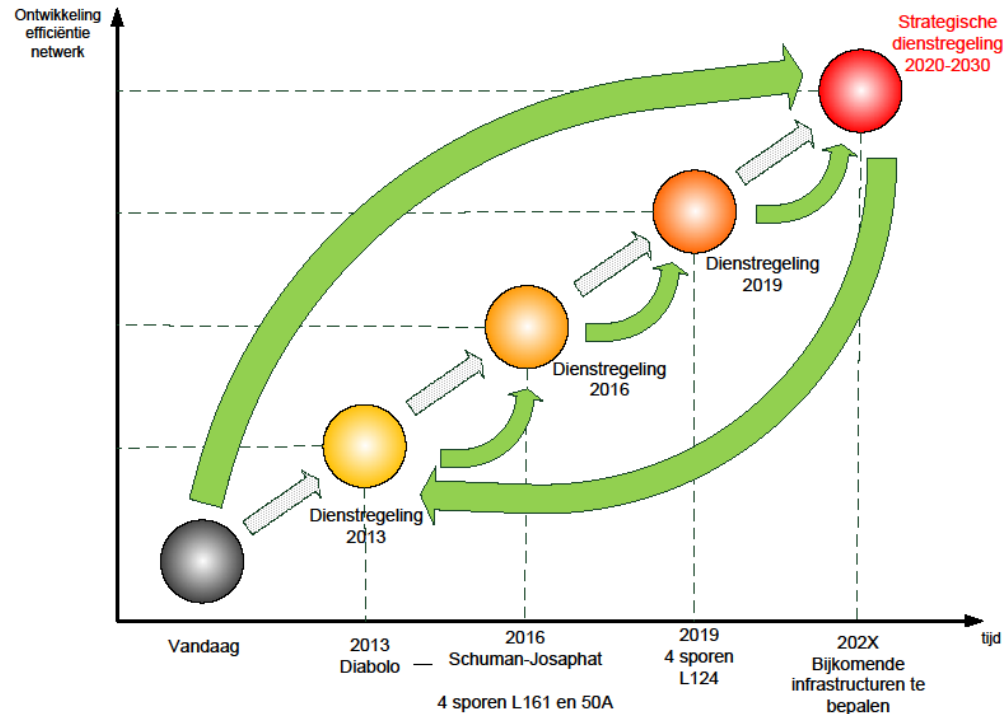 Ontwikkeling
efficiëntie
netwerk
Strategische
dienstregeling
2020-2030
Dienstregeling
2019
Dienstregeling
2016
Dienstregeling
2013
tijd
Vandaag
2013
Diabolo —
2016
Schuman-Josaphat
4 sporen L161 en 50A
2019
4 sporen
L124
202X
Bijkomende
infrastructuren te
bepalen